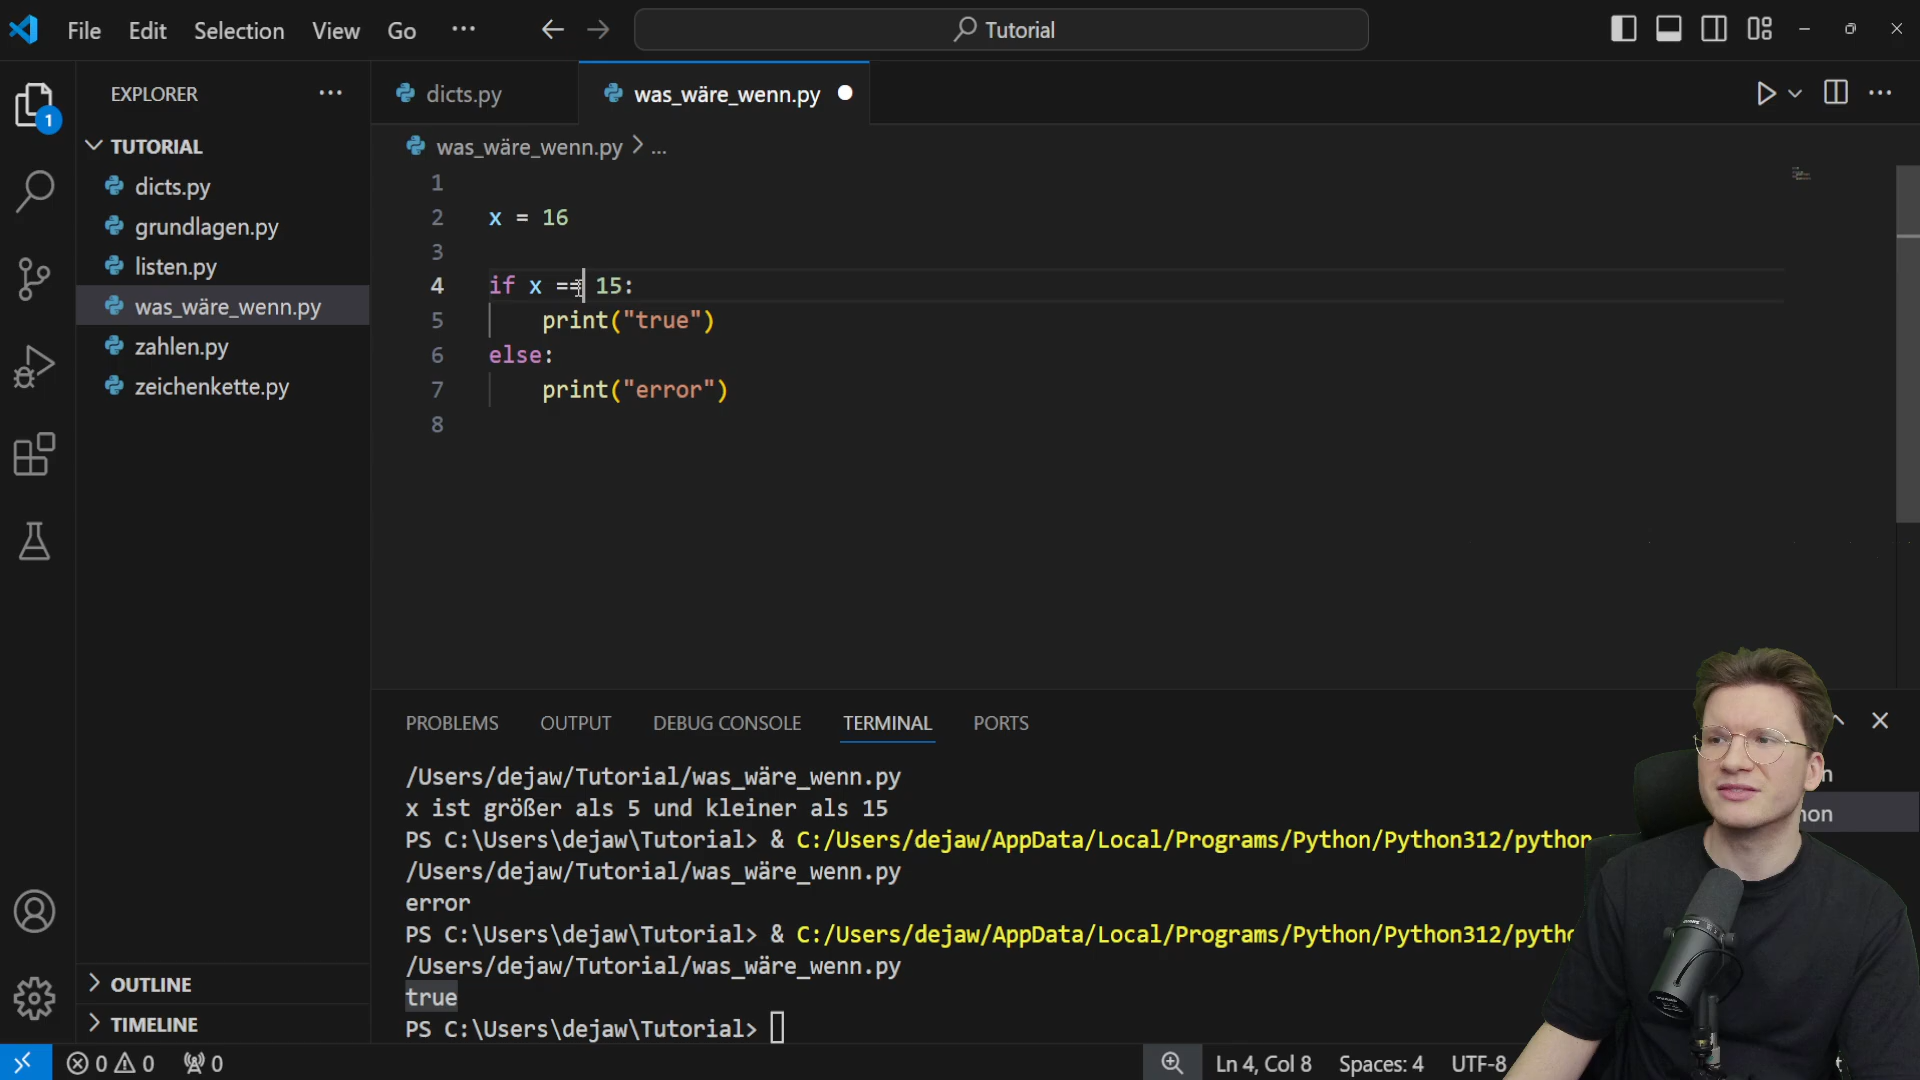 File Edit Selection View Go ··· Tutorial
EXPLORER ···
TUTORIAL
dicts.py
grundlagen.py
listen.py
was_wäre_wenn.py
zahlen.py
zeichenkette.py
OUTLINE
TIMELINE
1
dicts.py was_wäre_wenn.py
was_wäre_wenn.py > ...
1
2 x = 16
3
4 if x == 15:
5 print("true")
6 else:
7 print("error")
8
PROBLEMS OUTPUT DEBUG CONSOLE TERMINAL PORTS
/Users/dejaw/Tutorial/was_wäre_wenn.py
x ist größer als 5 und kleiner als 15
PS C:\Users\dejaw\Tutorial> & C:/Users/dejaw/AppData/Local/Programs/Python/Python312/python
/Users/dejaw/Tutorial/was_wäre_wenn.py
error
PS C:\Users\dejaw\Tutorial> & C:/Users/dejaw/AppData/Local/Programs/Python/Python312/pytho
/Users/dejaw/Tutorial/was_wäre_wenn.py
true
PS C:\Users\dejaw\Tutorial>
0 0 0 Ln 4, Col 8 Spaces: 4 UTF-8